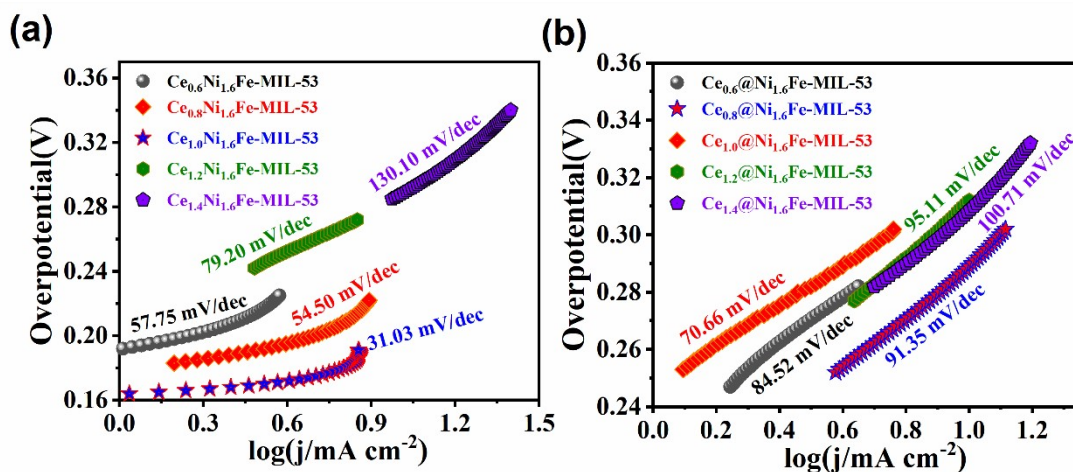 (a)
Overpotential(V)
0.36
0.32
0.28
0.24
0.20
0.16
Ce0.6Ni1.6Fe-MIL-53
Ce0.8Ni1.6Fe-MIL-53
Ce1.0Ni1.6Fe-MIL-53
Ce1.2Ni1.6Fe-MIL-53
Ce1.4Ni1.6Fe-MIL-53
130.10 mV/dec
79.20 mV/dec
57.75 mV/dec
54.50 mV/dec
31.03 mV/dec
0.0 0.3 0.6 0.9 1.2 1.5
log(j/mA cm-2)
(b)
Overpotential(V)
0.36
0.33
0.30
0.26
0.24
Ce0.6@Ni1.6Fe-MIL-53
Ce0.8@Ni1.6Fe-MIL-53
Ce1.0@Ni1.6Fe-MIL-53
Ce1.2@Ni1.6Fe-MIL-53
Ce1.4@Ni1.6Fe-MIL-53
95.11 mV/dec
100.71 mV/dec
70.66 mV/dec
84.52 mV/dec
91.35 mV/dec
0.0 0.2 0.4 0.6 0.8 1.0 1.2
log(j/mA cm-2)